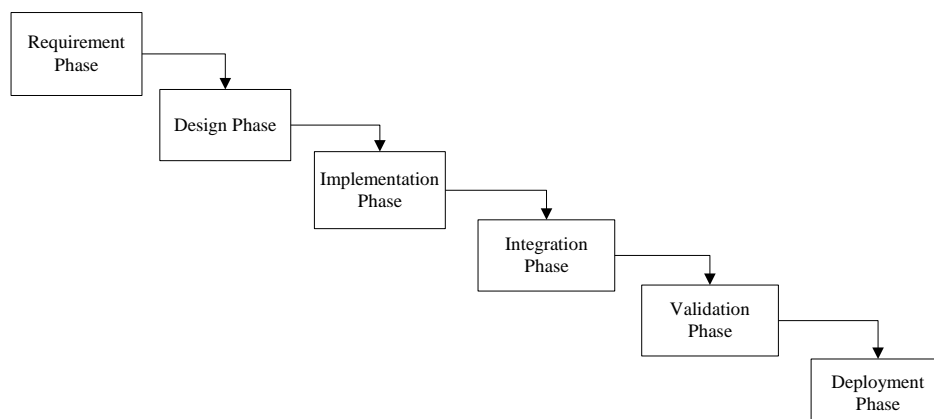 Requirement
Phase
Design Phase
Implementation
Phase
Integration
Phase
Validation
Phase
Deployment
Phase